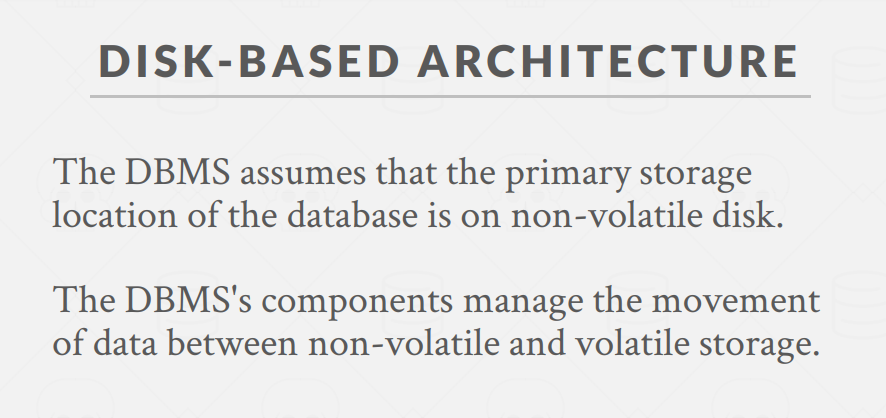 DISK-BASED ARCHITECTURE
The DBMS assumes that the primary storage
location of the database is on non-volatile disk.
The DBMS's components manage the movement
of data between non-volatile and volatile storage.